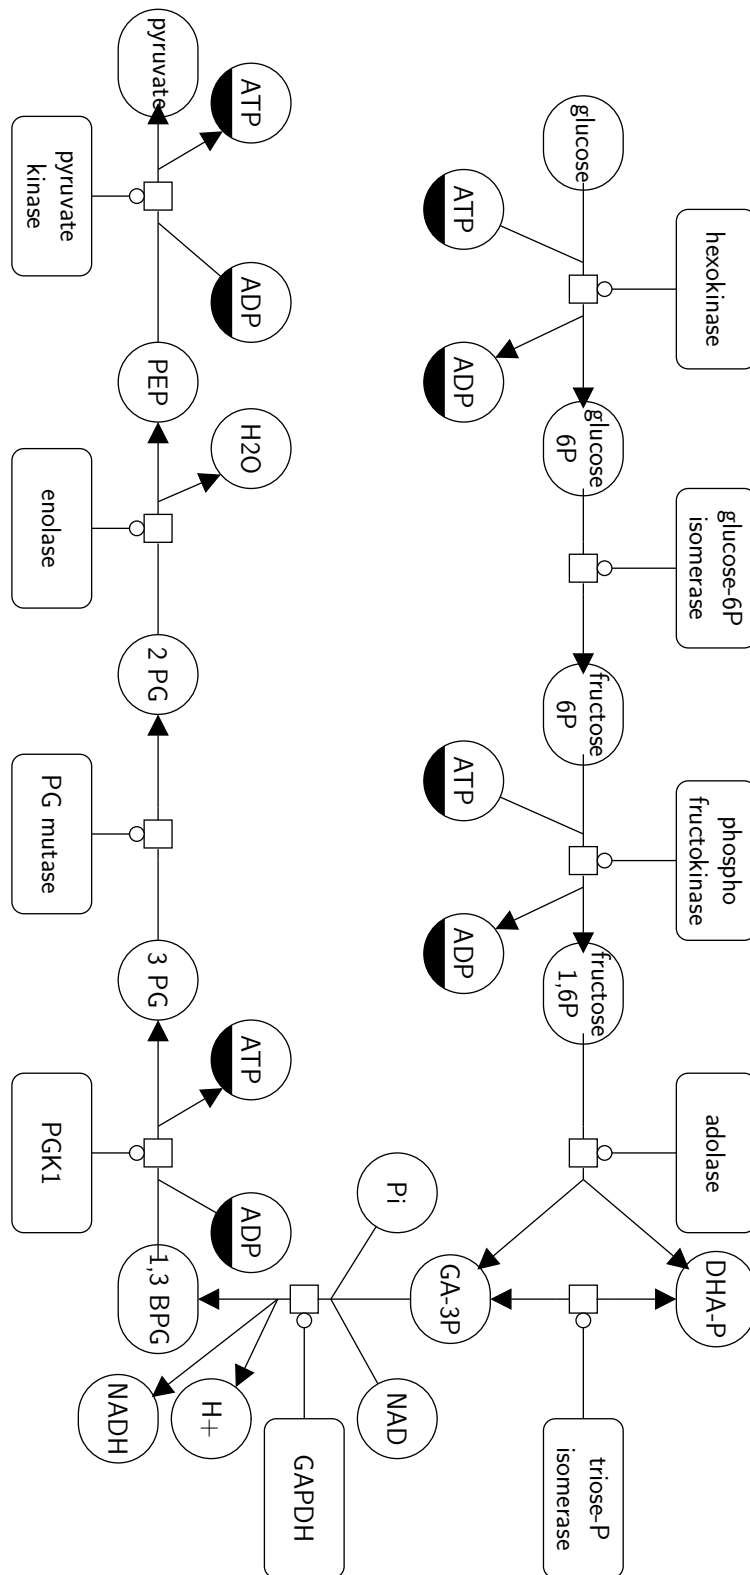 hexokinase
glucose-6P
isomerase
phospho
fructokinase
adolase
DHA-P
triose-P
isomerase
glucose
glucose
6P
fructose
6P
fructose
1,6P
ATP
ADP
ATP
ADP
GA-3P
Pi
NAD
GAPDH
ATP
ADP
H2O
ATP
ADP
H+
pyruvate
PEP
2 PG
3 PG
1,3 BPG
NADH
pyruvate
kinase
enolase
PG mutase
PGK1